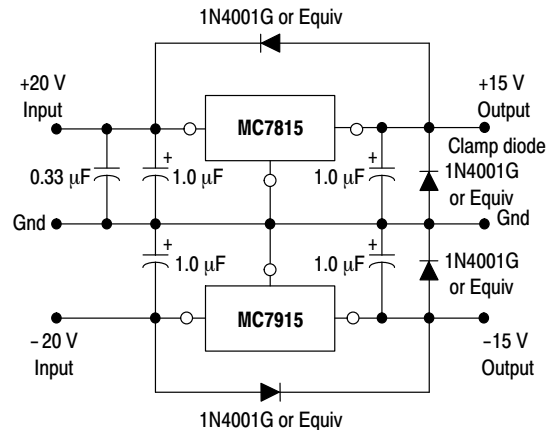 1N4001G or Equiv
+20 V
Input
+15 V
Output
MC7815
Clamp diode
+
+
0.33 μF
1.0 μF
1.0 μF
1N4001G
or Equiv
Gnd
Gnd
+
+
1.0 μF
1.0 μF
1N4001G
or Equiv
MC7915
−20 V
Input
−15 V
Output
1N4001G or Equiv